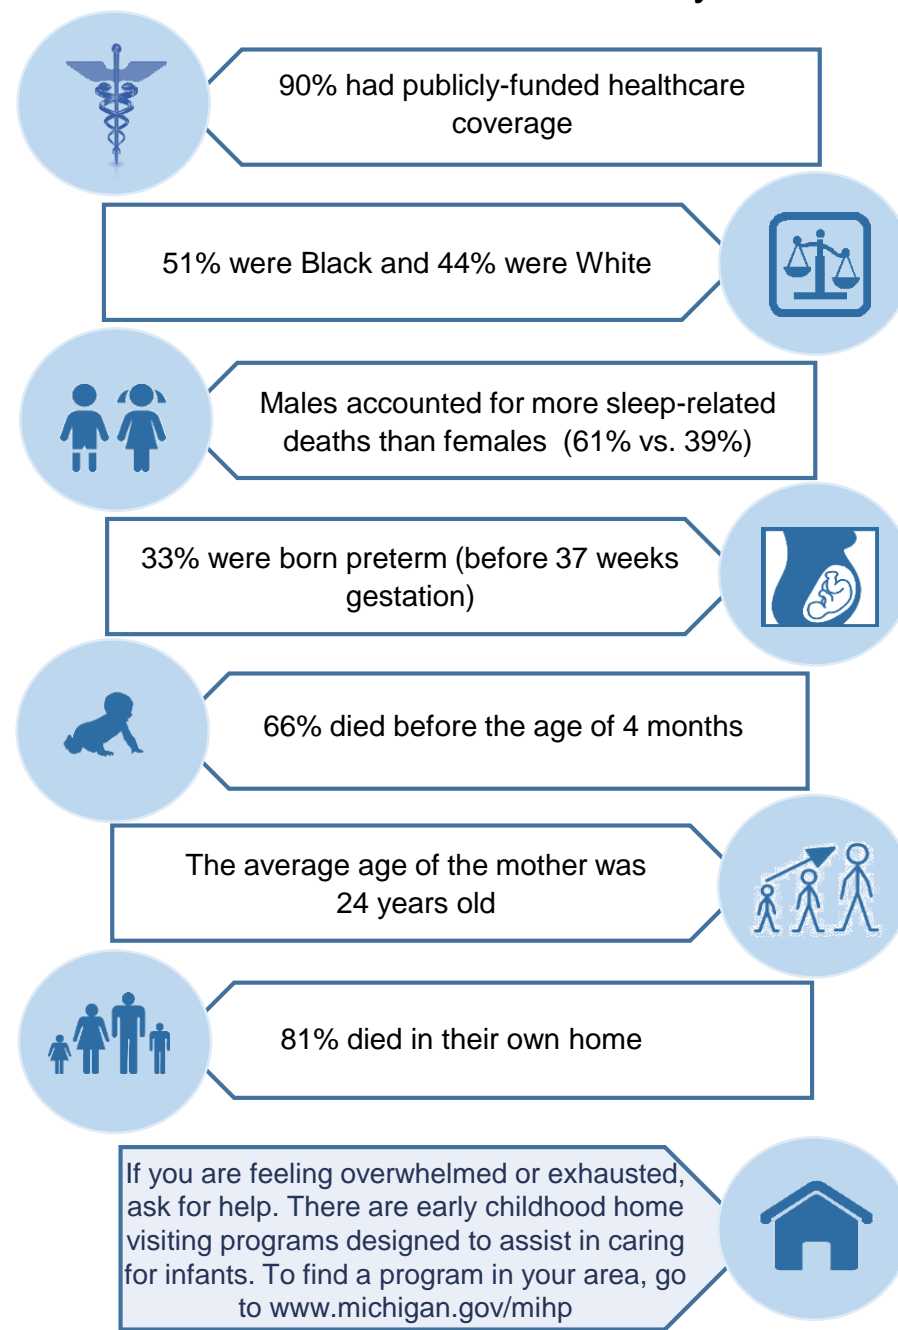 90% had publicly-funded healthcare
coverage
51% were Black and 44% were White
Males accounted for more sleep-related
deaths than females  (61% vs. 39%)
33% were born preterm (before 37 weeks
gestation)
66% died before the age of 4 months
The average age of the mother was
24 years old
81% died in their own home
If you are feeling overwhelmed or exhausted,
ask for help. There are early childhood home
visiting programs designed to assist in caring
for infants. To find a program in your area, go
to www.michigan.gov/mihp